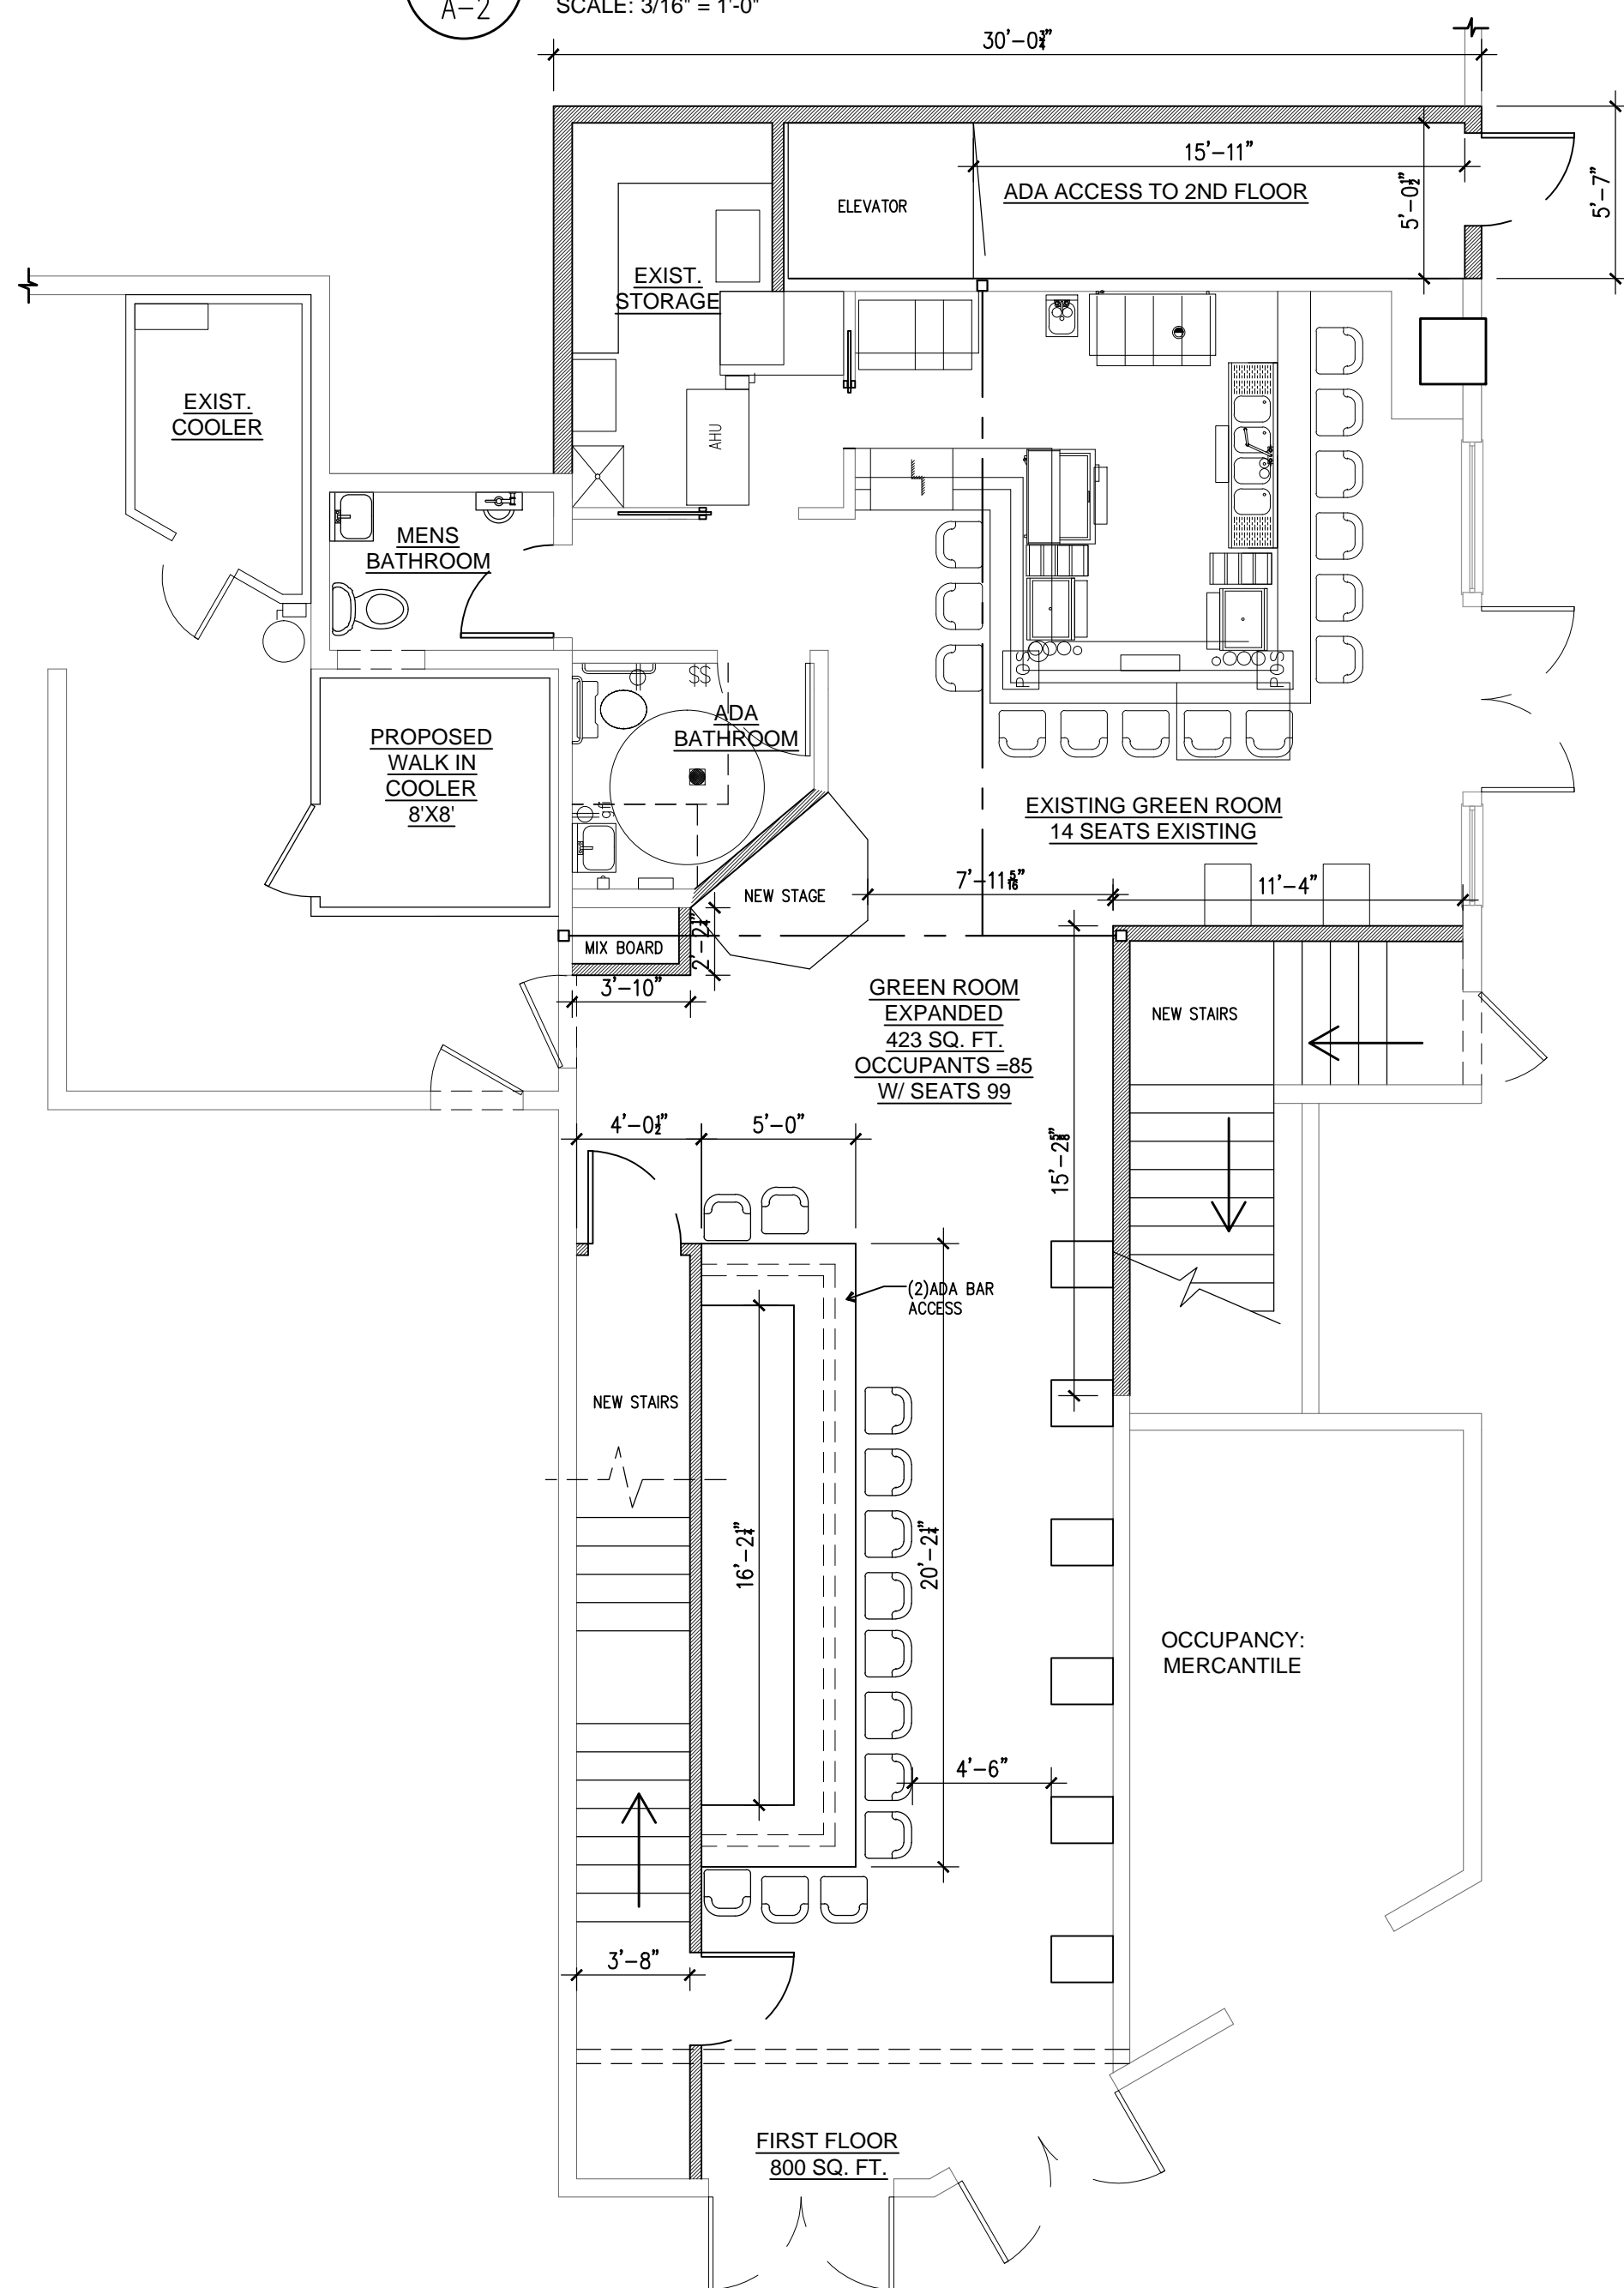 A-2
SCALE: 3/16" = 1'-0"
30'-0¾"
15'-11"
ADA ACCESS TO 2ND FLOOR
5'-0½"
5'-7"
ELEVATOR
EXIST.
STORAGE
EXIST.
COOLER
AHU
MENS
BATHROOM
$$
ADA
BATHROOM
PROPOSED
WALK IN
COOLER
8'X8'
POS
POS
EXISTING GREEN ROOM
14 SEATS EXISTING
7'-11 5/16"
11'-4"
NEW STAGE
MIX BOARD
2'-2¼"
3'-10"
GREEN ROOM
EXPANDED
423 SQ. FT.
OCCUPANTS =85
W/ SEATS 99
NEW STAIRS
4'-0½"
5'-0"
15'-2⅝"
(2)ADA BAR
ACCESS
NEW STAIRS
16'-2¼"
20'-2¼"
OCCUPANCY:
MERCANTILE
4'-6"
3'-8"
FIRST FLOOR
800 SQ. FT.